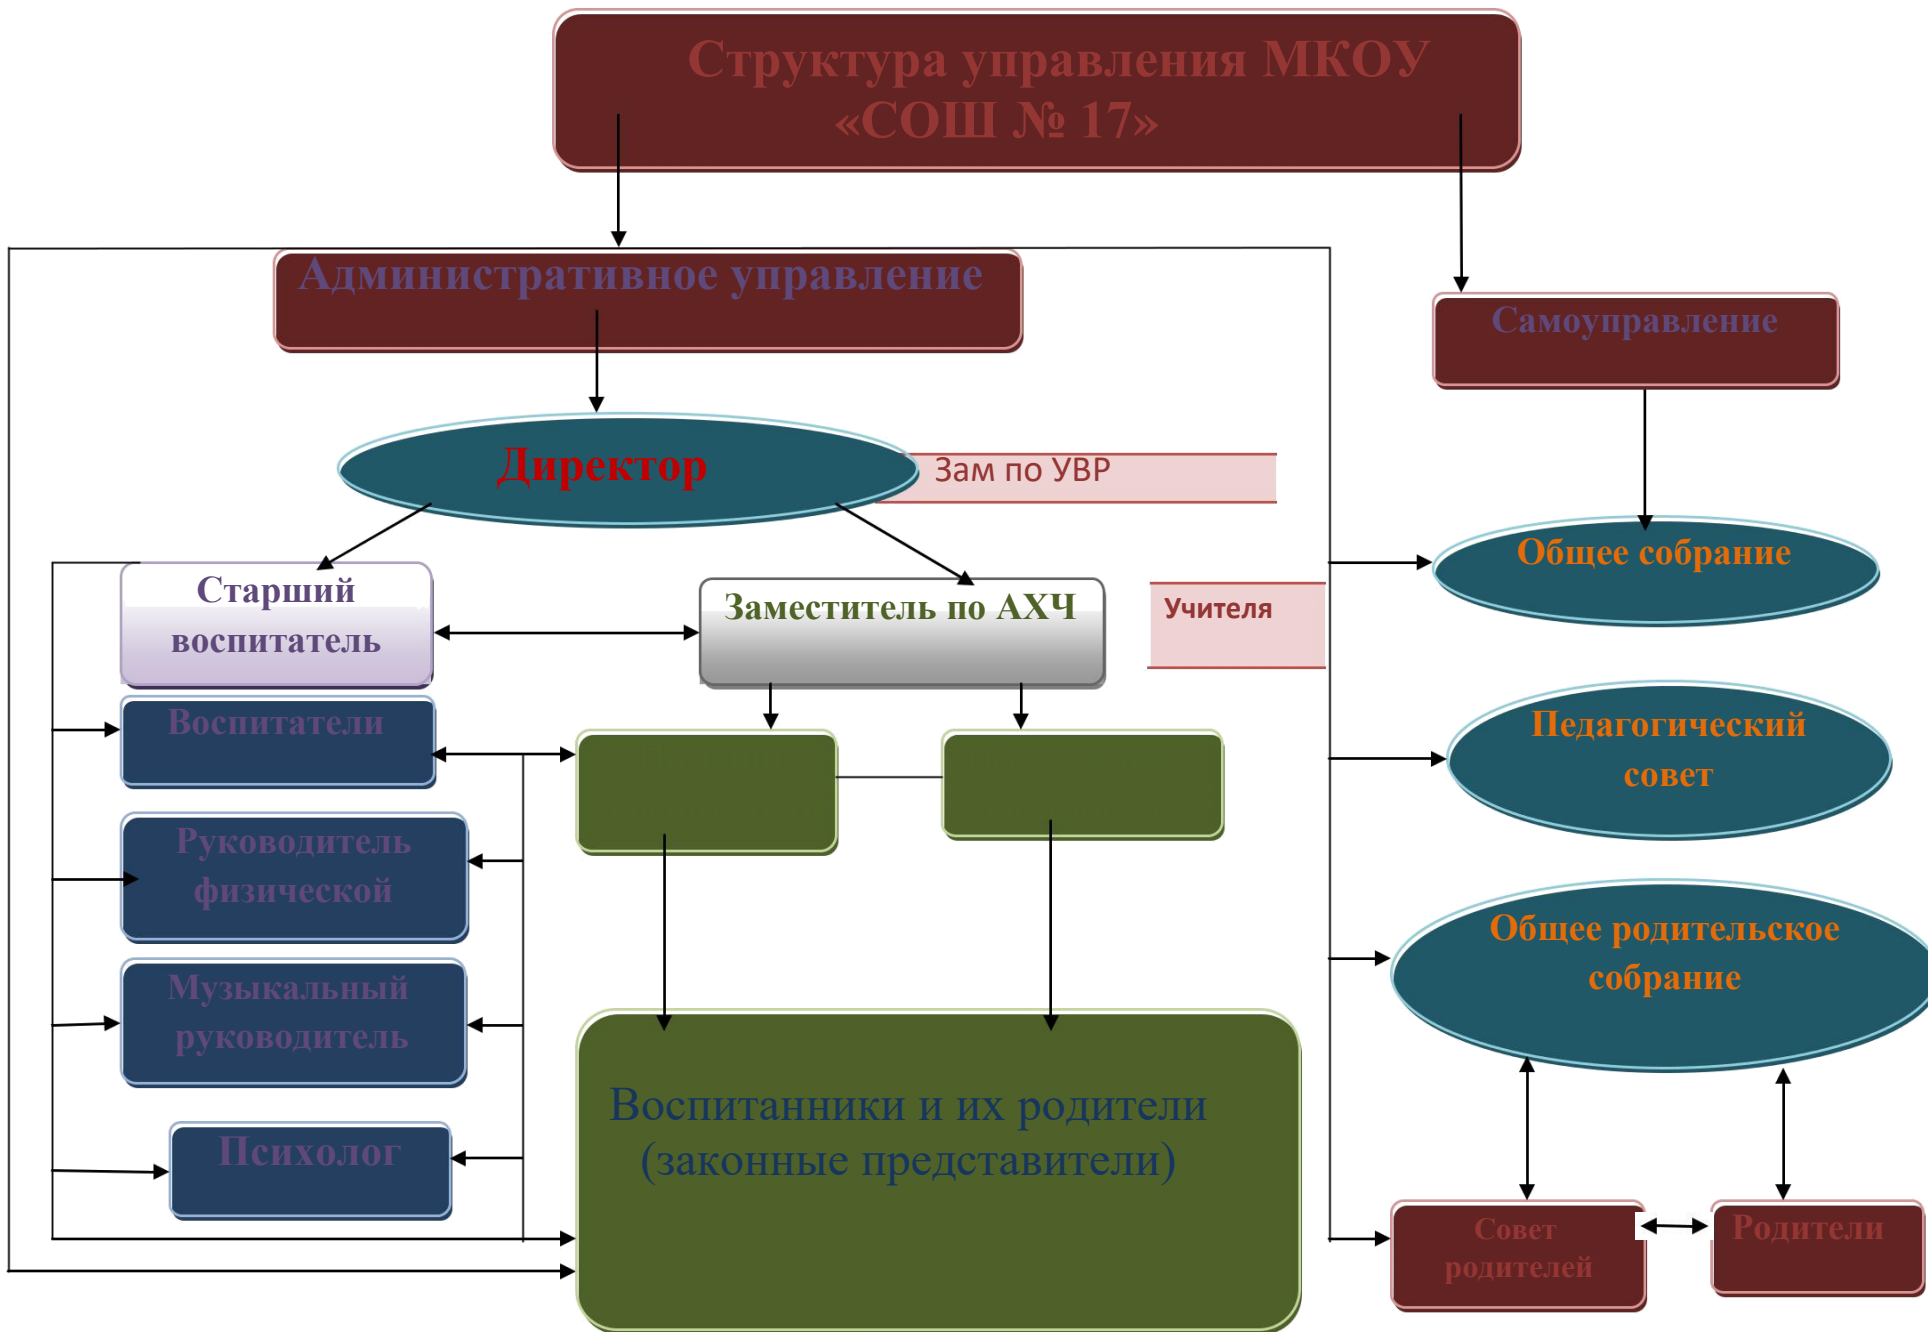 Структура управления МКОУ
«СОШ № 17»
Административное управление
Самоуправление
Директор
Зам по УВР
Общее собрание
Старший
воспитатель
Заместитель по АХЧ
Учителя
Воспитатели
Педагогический
совет
Руководитель
физической
Общее родительское
собрание
Музыкальный
руководитель
Воспитанники и их родители
(законные представители)
Психолог
Совет
родителей
Родители